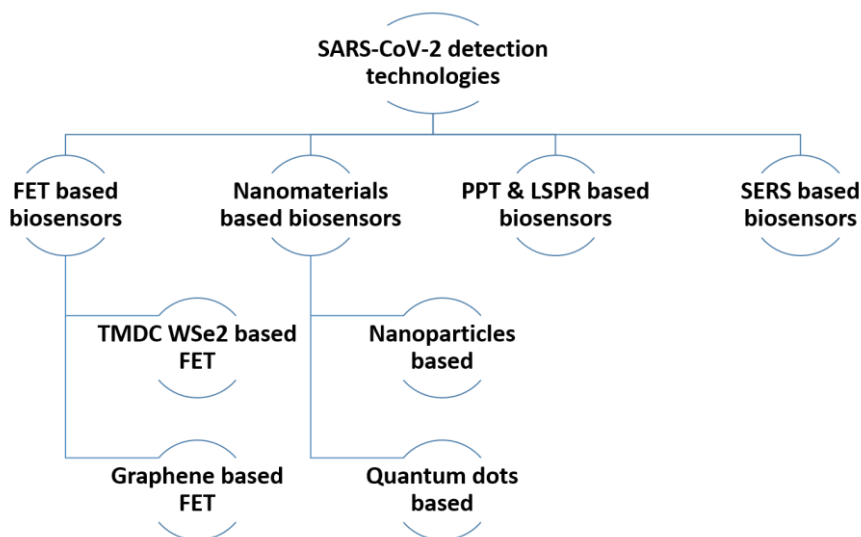 SARS-CoV-2 detection
technologies
FET based
biosensors
Nanomaterials
based biosensors
PPT & LSPR based
biosensors
SERS based
biosensors
TMDC WSe2 based
FET
Nanoparticles
based
Graphene based
FET
Quantum dots
based